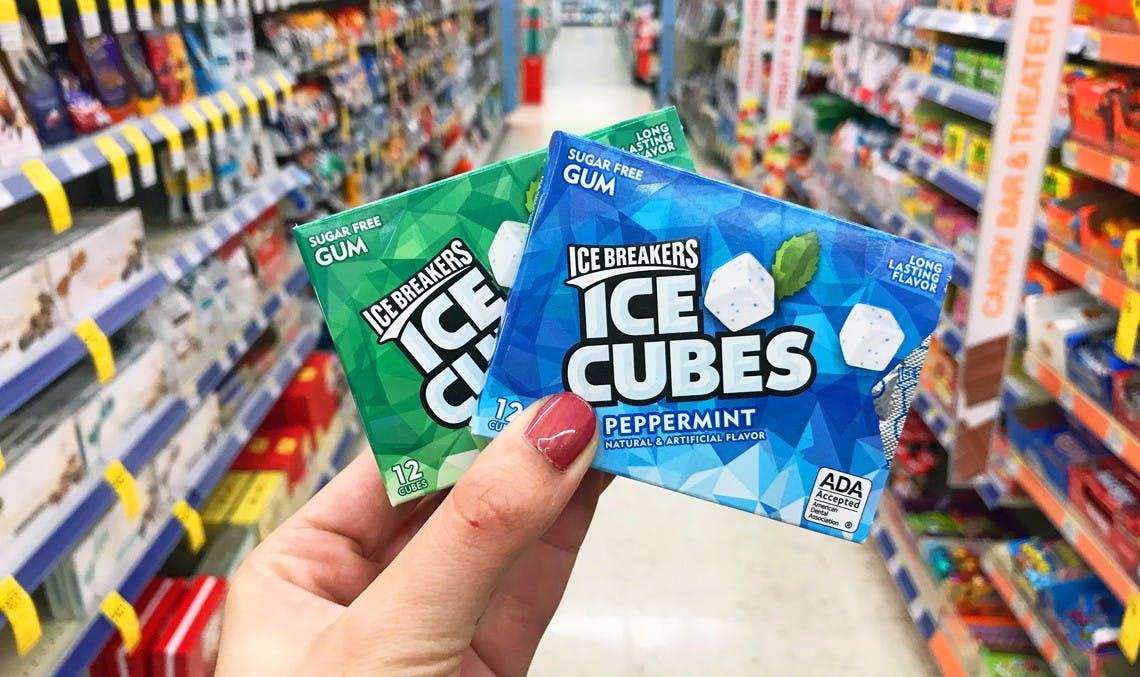 SUGAR FREE
GUM
LONG
LASTING
FLAVOR
ICE BREAKERS
ICE
CU
12
CUBES
SUGAR FREE
GUM
LONG
LASTING
FLAVOR
ICE BREAKERS
ICE
CUBES
PEPPERMINT
NATURAL & ARTIFICIAL FLAVOR
12
CU
ADA
Accepted
American
Dental
Association ®
CANDY BAR & THEATER